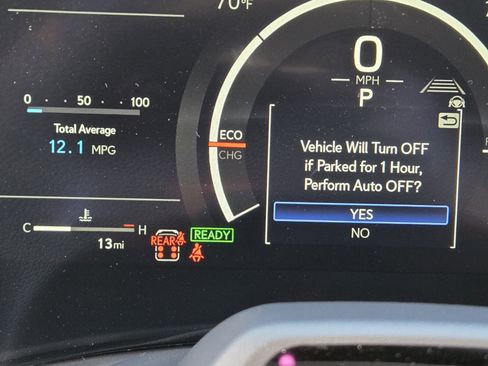 70°F
0
MPH
P
0 50 100
Total Average
12.1 MPG
ECO
CHG
Vehicle Will Turn OFF
if Parked for 1 Hour,
Perform Auto OFF?
YES
NO
C H
13mi
REAR
READY